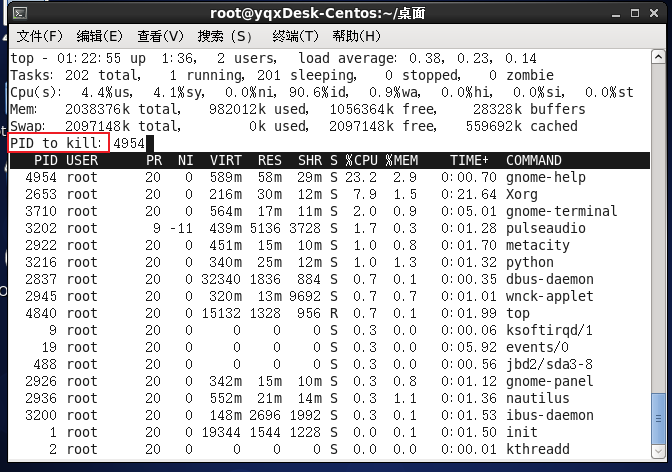 root@yqxDesk-Centos:~/桌面
文件(F) 编辑(E) 查看(V) 搜索 (S) 终端(T) 帮助(H)
top - 01:22:55 up 1:36, 2 users, load average: 0.38, 0.23, 0.14
Tasks: 202 total, 1 running, 201 sleeping, 0 stopped, 0 zombie
Cpu(s): 4.4%us, 4.1%sy, 0.0%ni, 90.6%id, 0.9%wa, 0.0%hi, 0.0%si, 0.0%st
Mem: 2038376k total, 982012k used, 1056364k free, 28328k buffers
Swap: 2097148k total, 0k used, 2097148k free, 559692k cached
PID to kill: 4954
PID USER PR NI VIRT RES SHR S %CPU %MEM TIME+ COMMAND
4954 root 20 0 589m 58m 29m S 23.2 2.9 0:00.70 gnome-help
2653 root 20 0 216m 30m 12m S 7.9 1.5 0:21.64 Xorg
3710 root 20 0 564m 17m 11m S 2.0 0.9 0:05.01 gnome-terminal
3202 root 9 -11 439m 5136 3728 S 1.7 0.3 0:01.28 pulseaudio
2922 root 20 0 451m 15m 10m S 1.0 0.8 0:01.70 metacity
3216 root 20 0 340m 25m 12m S 1.0 1.3 0:01.32 python
2837 root 20 0 32340 1836 884 S 0.7 0.1 0:00.35 dbus-daemon
2945 root 20 0 320m 13m 9692 S 0.7 0.7 0:01.01 wnck-applet
4840 root 20 0 15132 1328 956 R 0.7 0.1 0:01.99 top
9 root 20 0 0 0 0 S 0.3 0.0 0:00.06 ksoftirqd/1
19 root 20 0 0 0 0 S 0.3 0.0 0:05.92 events/0
488 root 20 0 0 0 0 S 0.3 0.0 0:00.56 jbd2/sda3-8
2926 root 20 0 342m 15m 10m S 0.3 0.8 0:01.12 gnome-panel
2936 root 20 0 552m 21m 14m S 0.3 1.1 0:01.36 nautilus
3200 root 20 0 148m 2696 1992 S 0.3 0.1 0:01.53 ibus-daemon
1 root 20 0 19344 1544 1228 S 0.0 0.1 0:01.50 init
2 root 20 0 0 0 0 S 0.0 0.0 0:00.00 kthreadd